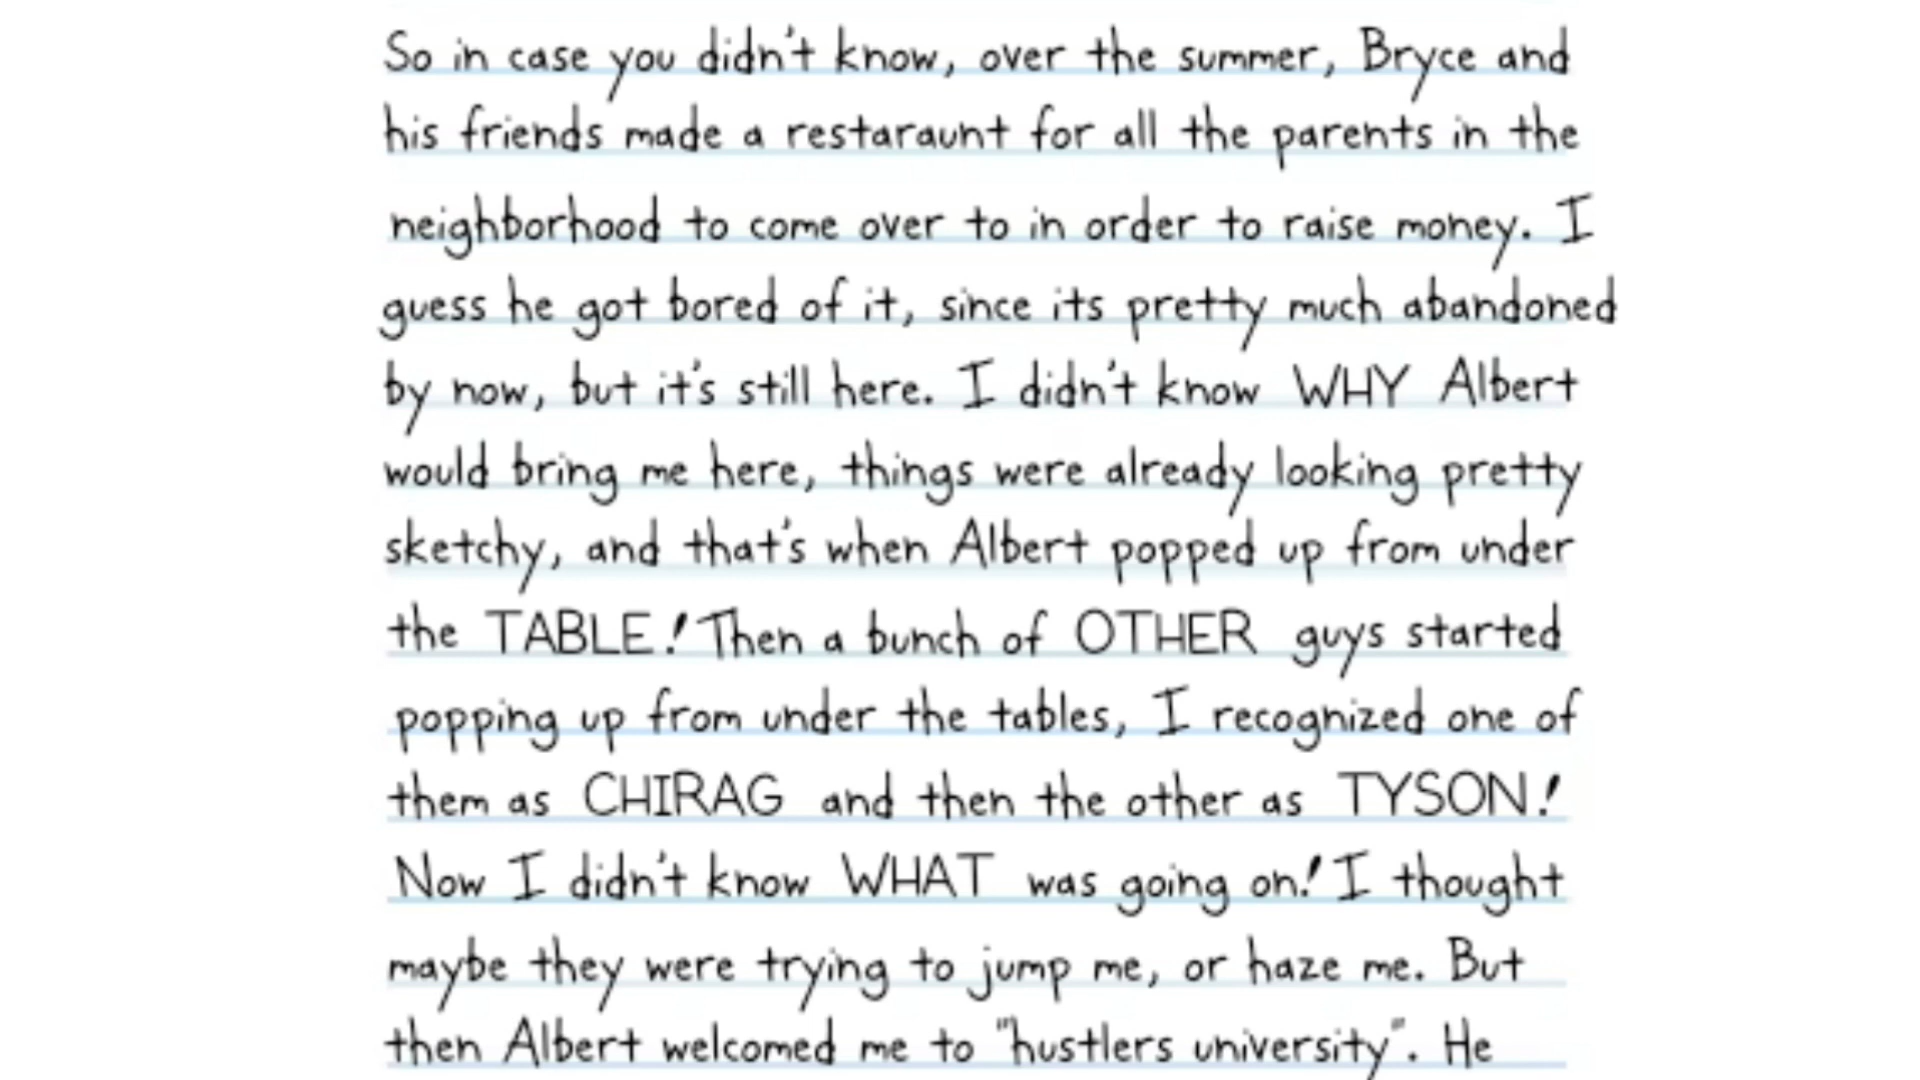 So in case you didn't know, over the summer, Bryce and
his friends made a restaraunt for all the parents in the
neighborhood to come over to in order to raise money. I
guess he got bored of it, since its pretty much abandoned
by now, but it's still here. I didn't know WHY Albert
would bring me here, things were already looking pretty
sketchy, and that's when Albert popped up from under
the TABLE! Then a bunch of OTHER guys started
popping up from under the tables, I recognized one of
them as CHIRAG and then the other as TYSON!
Now I didn't know WHAT was going on! I thought
maybe they were trying to jump me, or haze me. But
then Albert welcomed me to "hustlers university". He